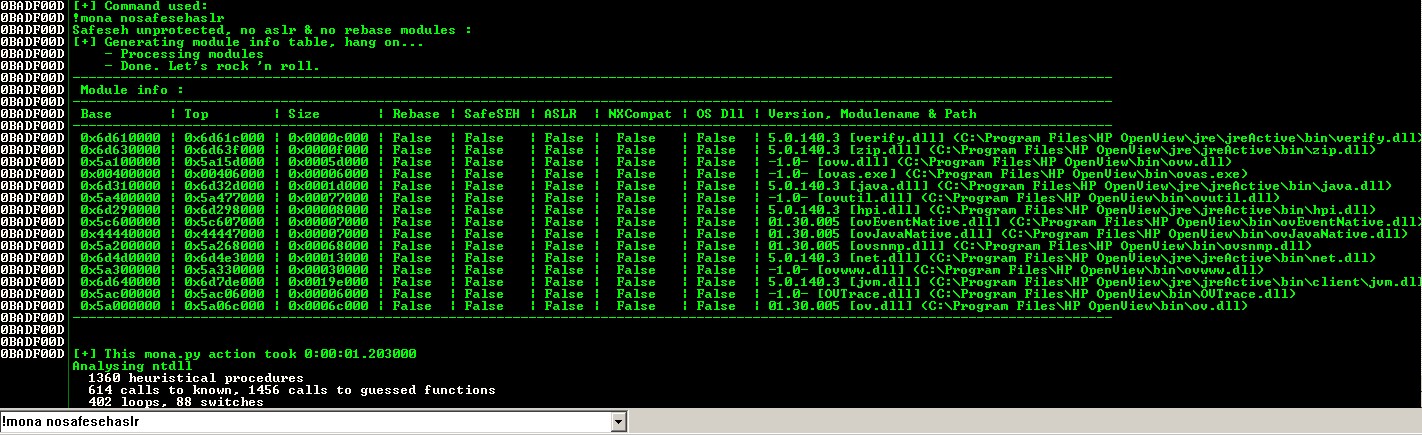 0BADF00D [+] Command used:
0BADF00D !mona nosafesehaslr
0BADF00D Safeseh unprotected, no aslr & no rebase modules :
0BADF00D [+] Generating module info table, hang on...
0BADF00D - Processing modules
0BADF00D - Done. Let's rock 'n roll.
0BADF00D ----------------------------------------------------------------------------------------------------------------------------------
0BADF00D Module info :
0BADF00D ----------------------------------------------------------------------------------------------------------------------------------
0BADF00D Base | Top | Size | Rebase | SafeSEH | ASLR | NXCompat | OS Dll | Version, Modulename & Path
0BADF00D ----------------------------------------------------------------------------------------------------------------------------------
0BADF00D 0x6d610000 | 0x6d61c000 | 0x0000c000 | False | False | False | False | False | 5.0.140.3 [verify.dll] (C:\Program Files\HP OpenView\jre\jreActive\bin\verify.dll)
0BADF00D 0x6d630000 | 0x6d63f000 | 0x0000f000 | False | False | False | False | False | 5.0.140.3 [zip.dll] (C:\Program Files\HP OpenView\jre\jreActive\bin\zip.dll)
0BADF00D 0x5a100000 | 0x5a15d000 | 0x0005d000 | False | False | False | False | False | -1.0- [ovw.dll] (C:\Program Files\HP OpenView\bin\ovw.dll)
0BADF00D 0x00400000 | 0x00406000 | 0x00006000 | False | False | False | False | False | -1.0- [ovas.exe] (C:\Program Files\HP OpenView\bin\ovas.exe)
0BADF00D 0x6d310000 | 0x6d32d000 | 0x0001d000 | False | False | False | False | False | 5.0.140.3 [java.dll] (C:\Program Files\HP OpenView\jre\jreActive\bin\java.dll)
0BADF00D 0x5a400000 | 0x5a477000 | 0x00077000 | False | False | False | False | False | -1.0- [ovutil.dll] (C:\Program Files\HP OpenView\bin\ovutil.dll)
0BADF00D 0x6d290000 | 0x6d298000 | 0x00008000 | False | False | False | False | False | 5.0.140.3 [hpi.dll] (C:\Program Files\HP OpenView\jre\jreActive\bin\hpi.dll)
0BADF00D 0x5c600000 | 0x5c607000 | 0x00007000 | False | False | False | False | False | 01.30.005 [ovEventNative.dll] (C:\Program Files\HP OpenView\bin\ovEventNative.dll)
0BADF00D 0x44440000 | 0x44447000 | 0x00007000 | False | False | False | False | False | 01.30.005 [ovJavaNative.dll] (C:\Program Files\HP OpenView\bin\ovJavaNative.dll)
0BADF00D 0x5a200000 | 0x5a268000 | 0x00068000 | False | False | False | False | False | 01.30.005 [ovsnmp.dll] (C:\Program Files\HP OpenView\bin\ovsnmp.dll)
0BADF00D 0x6d4d0000 | 0x6d4e3000 | 0x00013000 | False | False | False | False | False | 5.0.140.3 [net.dll] (C:\Program Files\HP OpenView\jre\jreActive\bin\net.dll)
0BADF00D 0x5a300000 | 0x5a330000 | 0x00030000 | False | False | False | False | False | -1.0- [ovwww.dll] (C:\Program Files\HP OpenView\bin\ovwww.dll)
0BADF00D 0x6d640000 | 0x6d7de000 | 0x0019e000 | False | False | False | False | False | 5.0.140.3 [jvm.dll] (C:\Program Files\HP OpenView\jre\jreActive\bin\client\jvm.dll
0BADF00D 0x5ac00000 | 0x5ac06000 | 0x00006000 | False | False | False | False | False | -1.0- [OVTrace.dll] (C:\Program Files\HP OpenView\bin\OVTrace.dll)
0BADF00D 0x5a000000 | 0x5a06c000 | 0x0006c000 | False | False | False | False | False | 01.30.005 [ov.dll] (C:\Program Files\HP OpenView\bin\ov.dll)
0BADF00D ----------------------------------------------------------------------------------------------------------------------------------
0BADF00D
0BADF00D
0BADF00D [+] This mona.py action took 0:00:01.203000
Analysing ntdll
1360 heuristical procedures
614 calls to known, 1456 calls to guessed functions
402 loops, 88 switches
!mona nosafesehaslr